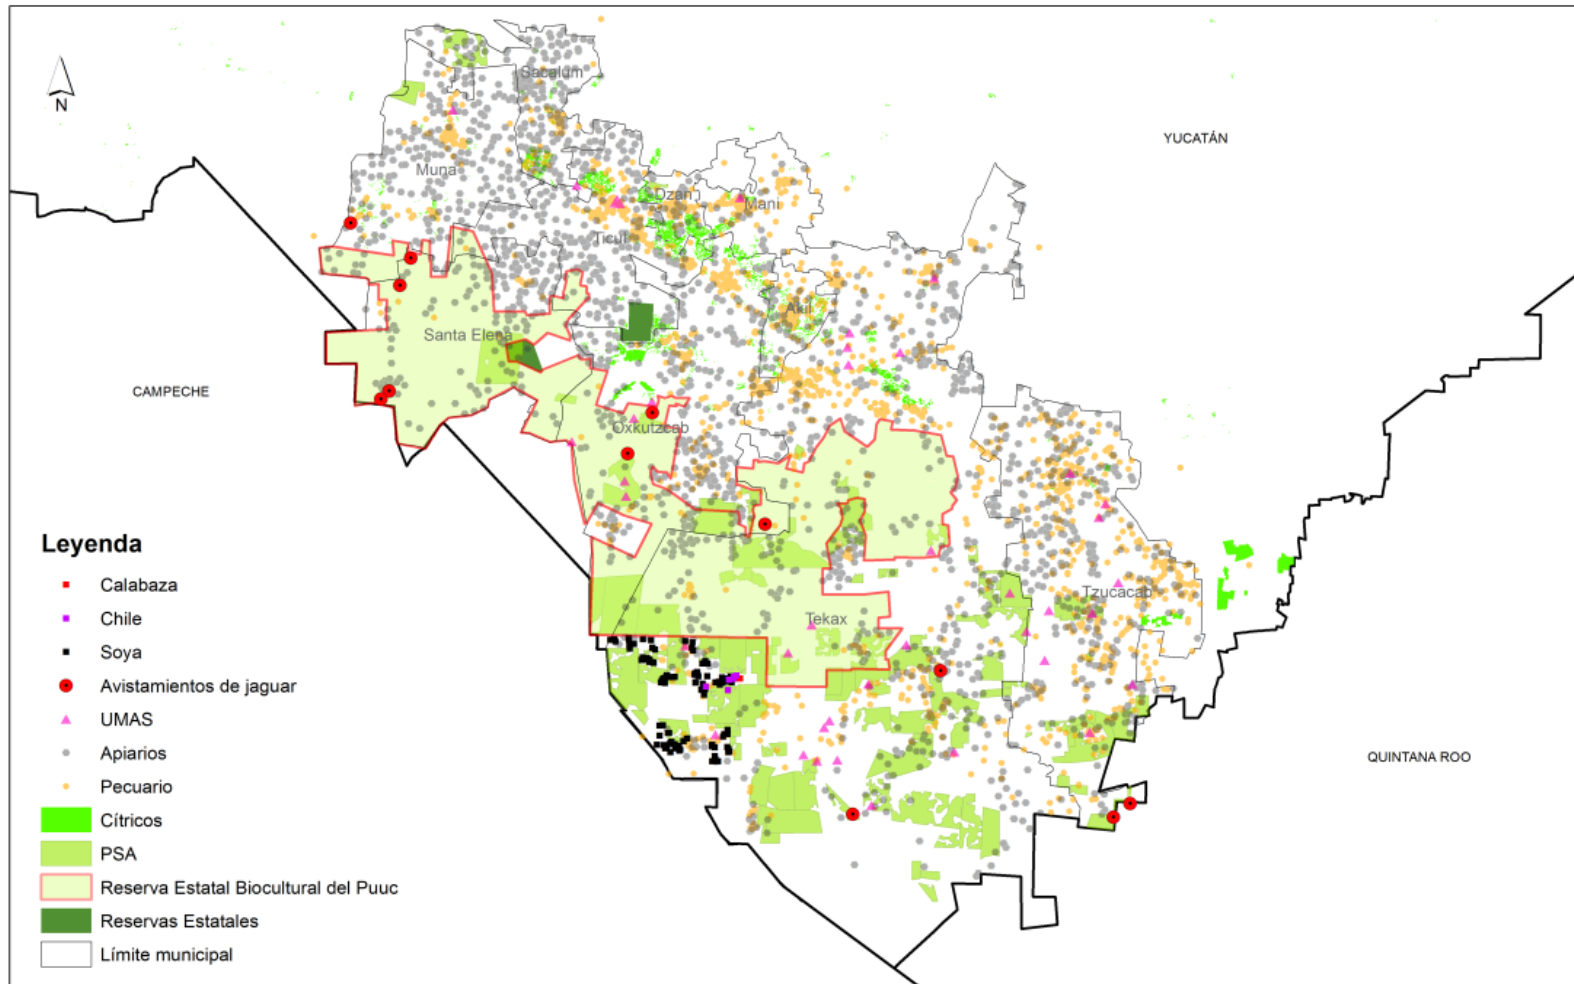 N
Sacalum
YUCATÁN
Muna
Dzan
Mani
Ticul
Akil
Santa Elena
CAMPECHE
Oxkutzcab
Leyenda
Calabaza
Chile
Soya
Avistamientos de jaguar
UMAS
Apiarios
Pecuario
Cítricos
PSA
Reserva Estatal Biocultural del Puuc
Reservas Estatales
Límite municipal
Tzucacab
Tekax
QUINTANA ROO